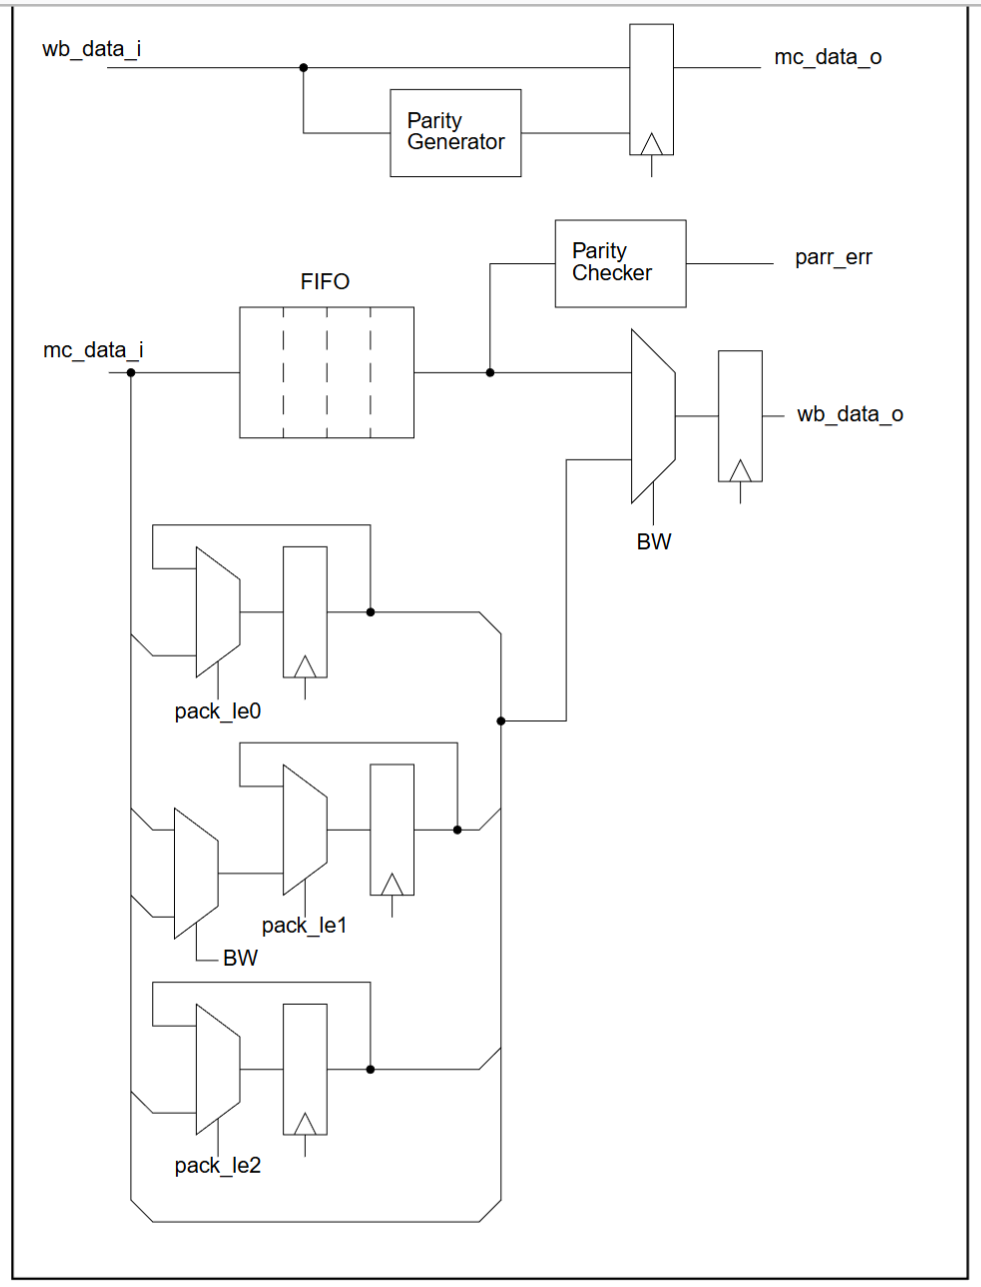 wb_data_i
mc_data_o
Parity
Generator
Parity
Checker
parr_err
FIFO
mc_data_i
wb_data_o
BW
pack_le0
pack_le1
BW
pack_le2